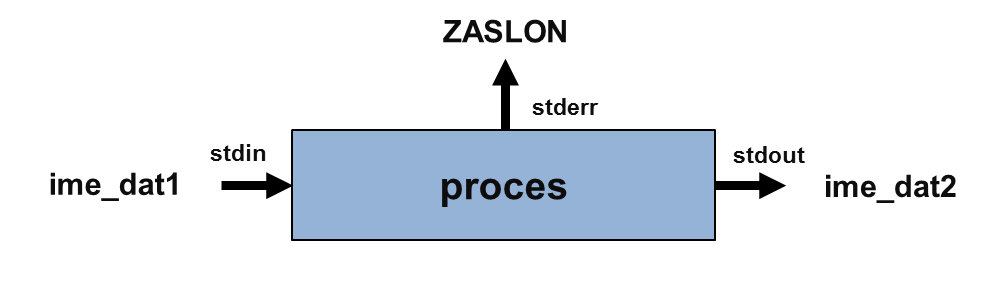 ZASLON
stderr
stdin
stdout
ime_dat1
proces
ime_dat2